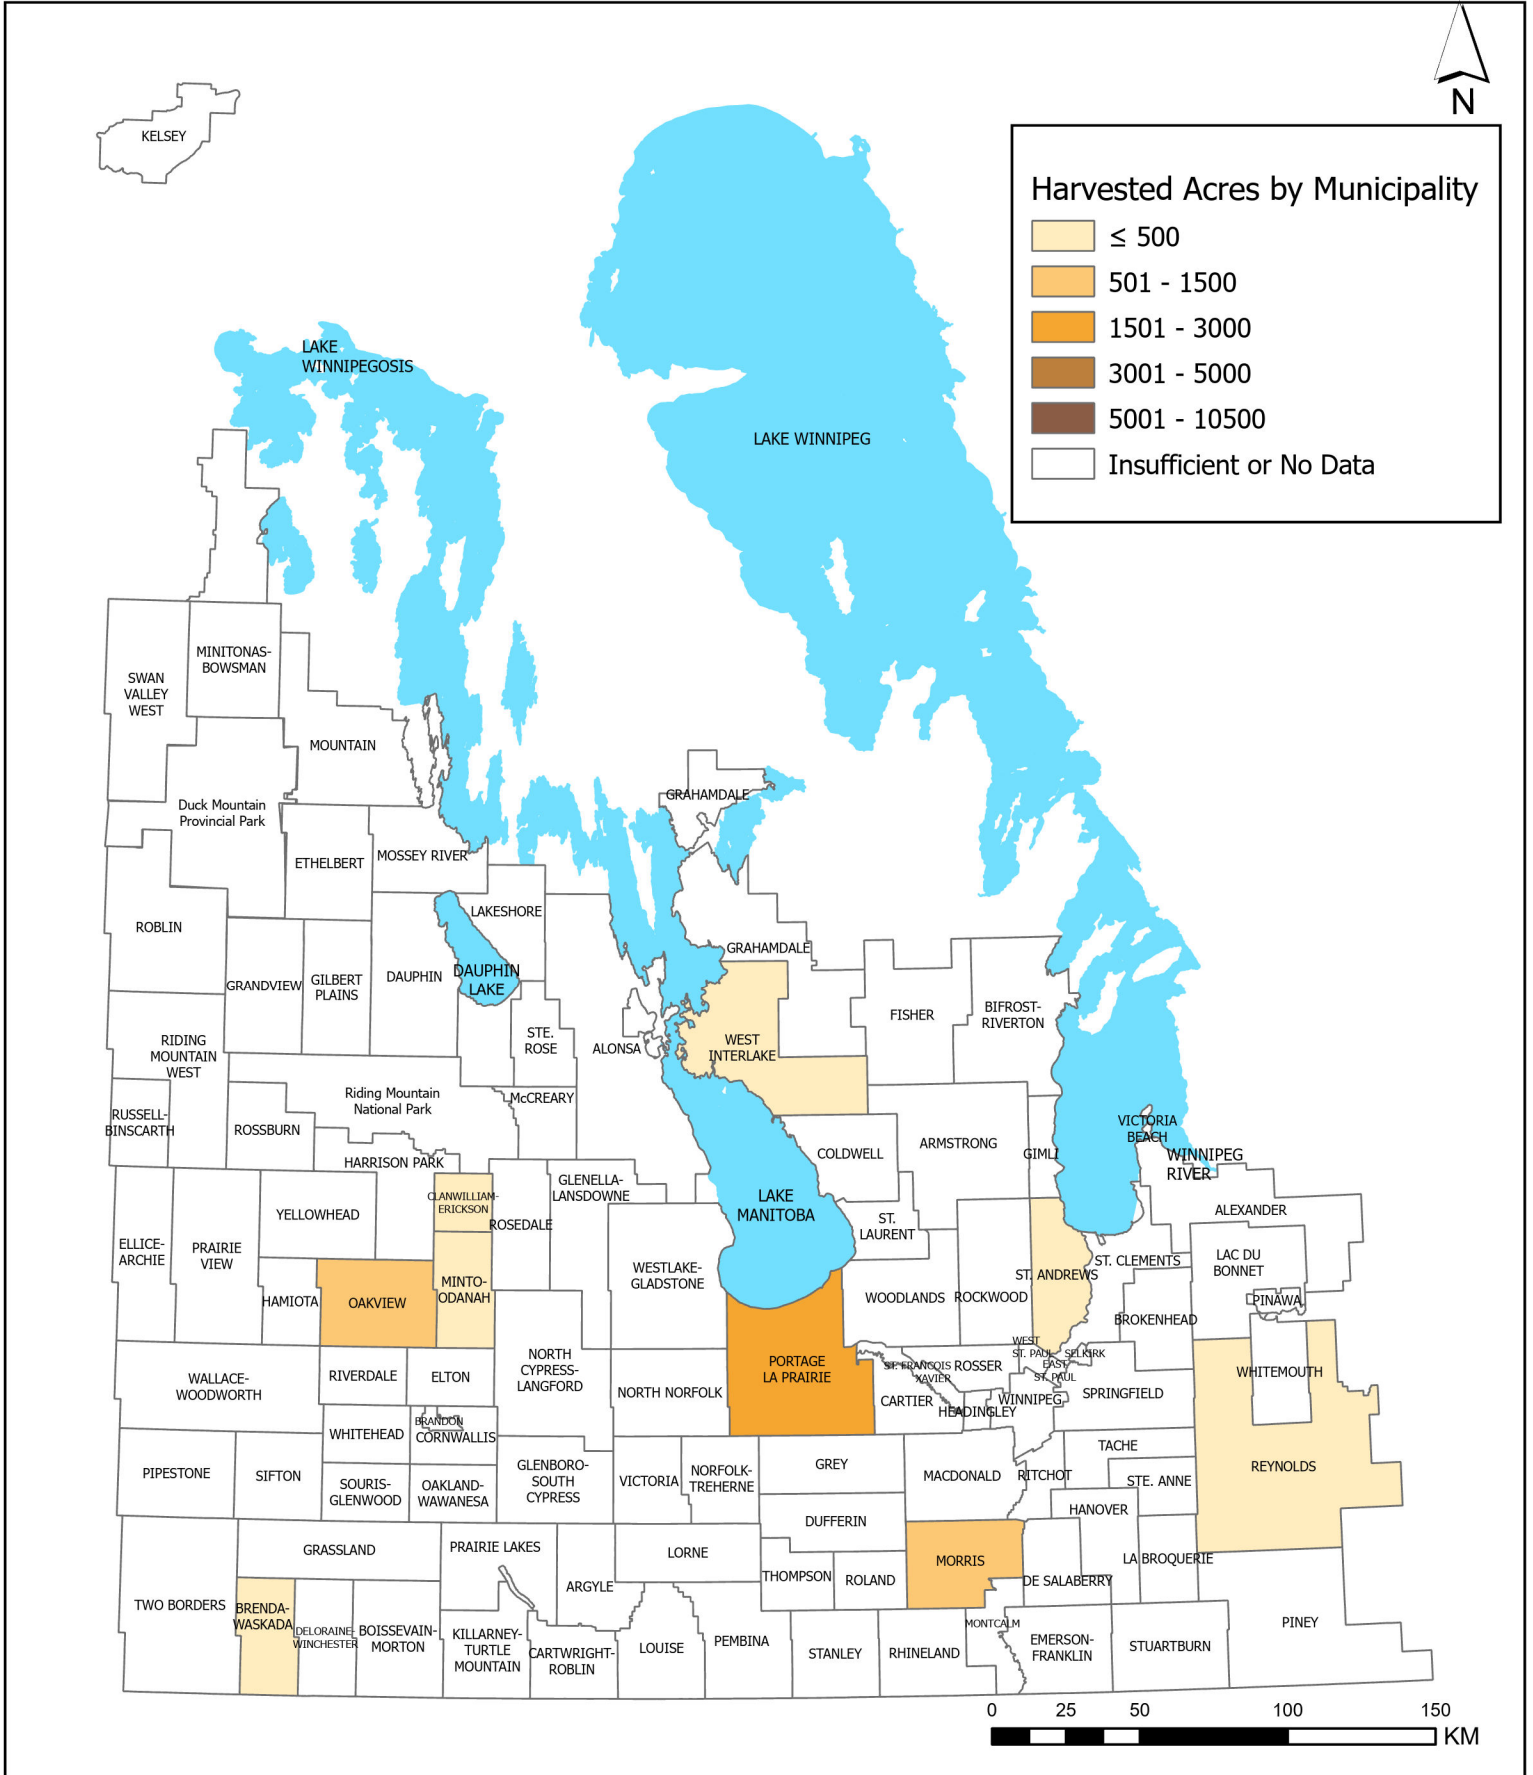 N
KELSEY
Harvested Acres by Municipality
≤ 500
501 - 1500
1501 - 3000
3001 - 5000
5001 - 10500
Insufficient or No Data
LAKE
WINNIPEGOSIS
LAKE WINNIPEG
MINITONAS-
BOWSMAN
SWAN
VALLEY
WEST
MOUNTAIN
Duck Mountain
Provincial Park
GRAHAMDALE
ETHELBERT
MOSSEY RIVER
LAKESHORE
ROBLIN
GRAHAMDALE
GRANDVIEW
GILBERT
PLAINS
DAUPHIN
DAUPHIN
LAKE
FISHER
BIFROST-
RIVERTON
RIDING
MOUNTAIN
WEST
STE.
ROSE
ALONSA
WEST
INTERLAKE
Riding Mountain
National Park
McCREARY
RUSSELL-
BINSCARTH
ROSSBURN
HARRISON PARK
COLDWELL
ARMSTRONG
GIMLI
VICTORIA
BEACH
WINNIPEG
RIVER
CLANWILLIAM-
ERICKSON
GLENELLA-
LANSDOWNE
LAKE
MANITOBA
YELLOWHEAD
ROSEDALE
ST.
LAURENT
ALEXANDER
ELLICE-
ARCHIE
PRAIRIE
VIEW
WESTLAKE-
GLADSTONE
ST. CLEMENTS
LAC DU
BONNET
HAMIOTA
OAKVIEW
MINTO-
ODANAH
WOODLANDS
ROCKWOOD
ST. ANDREWS
PINAWA
BROKENHEAD
WALLACE-
WOODWORTH
RIVERDALE
ELTON
NORTH
CYPRESS-
LANGFORD
NORTH NORFOLK
PORTAGE
LA PRAIRIE
ST. FRANCOIS
XAVIER
ROSSER
WEST
ST. PAUL
SELKIRK
EAST
ST. PAUL
WHITEMOUTH
CARTIER
HEADINGLEY
WINNIPEG
SPRINGFIELD
WHITEHEAD
BRANDON
CORNWALLIS
PIPESTONE
SIFTON
SOURIS-
GLENWOOD
OAKLAND-
WAWANESA
GLENBORO-
SOUTH
CYPRESS
VICTORIA
NORFOLK-
TREHERNE
GREY
MACDONALD
RITCHOT
TACHE
STE. ANNE
REYNOLDS
HANOVER
DUFFERIN
GRASSLAND
PRAIRIE LAKES
ARGYLE
LORNE
THOMPSON
ROLAND
MORRIS
DE SALABERRY
LA BROQUERIE
TWO BORDERS
BRENDA-
WASKADA
DELORAINE-
WINCHESTER
BOISSEVAIN-
MORTON
KILLARNEY-
TURTLE
MOUNTAIN
CARTWRIGHT-
ROBLIN
LOUISE
PEMBINA
STANLEY
RHINELAND
MONTCALM
EMERSON-
FRANKLIN
STUARTBURN
PINEY
0 25 50 100 150
KM